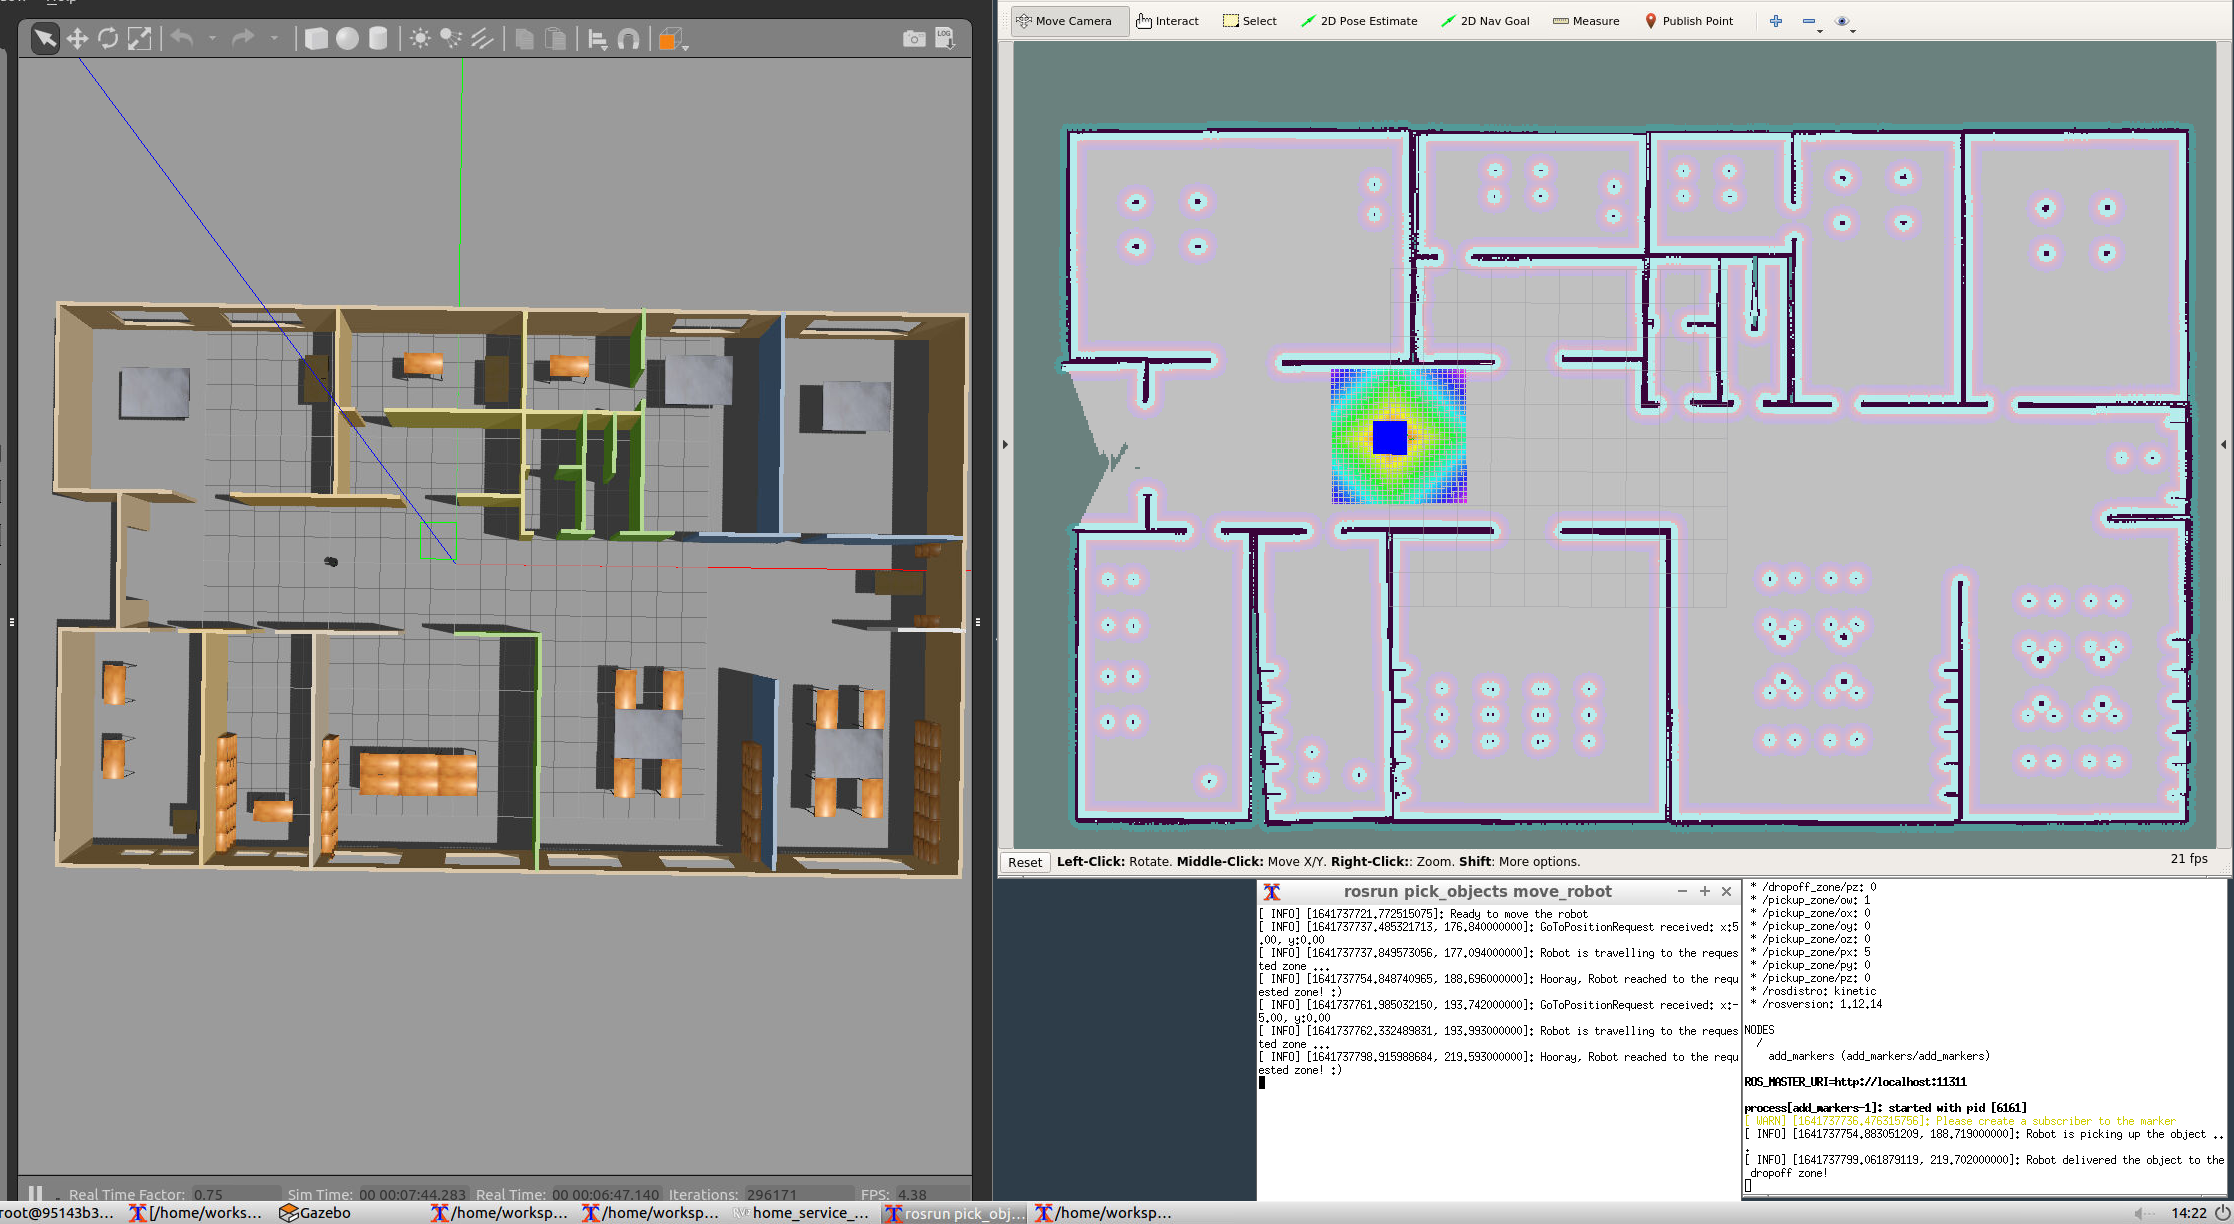 Move Camera
Interact
Select
2D Pose Estimate
2D Nav Goal
Measure
Publish Point
LOG
Reset
Left-Click: Rotate. Middle-Click: Move X/Y. Right-Click:: Zoom. Shift: More options.
21 fps
rosrun pick_objects move_robot
[ INFO] [1641737721.772515075]: Ready to move the robot
[ INFO] [1641737737.485321713, 176.840000000]: GoToPositionRequest received: x:5
.00, y:0.00
[ INFO] [1641737737.849573056, 177.094000000]: Robot is travelling to the reques
ted zone ...
[ INFO] [1641737754.848740965, 188.696000000]: Hooray, Robot reached to the requ
ested zone! :)
[ INFO] [1641737761.985032150, 193.742000000]: GoToPositionRequest received: x:-
5.00, y:0.00
[ INFO] [1641737762.332489831, 193.993000000]: Robot is travelling to the reques
ted zone ...
[ INFO] [1641737798.915988684, 219.593000000]: Hooray, Robot reached to the requ
ested zone! :)
* /dropoff_zone/pz: 0
* /pickup_zone/ow: 1
* /pickup_zone/ox: 0
* /pickup_zone/oy: 0
* /pickup_zone/oz: 0
* /pickup_zone/px: 5
* /pickup_zone/py: 0
* /pickup_zone/pz: 0
* /rosdistro: kinetic
* /rosversion: 1.12.14
NODES
/
add_markers (add_markers/add_markers)
ROS_MASTER_URI=http://localhost:11311
process[add_markers-1]: started with pid [6161]
[ WARN] [1641737736.476315756]: Please create a subscriber to the marker
[ INFO] [1641737754.883051209, 188.719000000]: Robot is picking up the object ..
.
[ INFO] [1641737799.061879119, 219.702000000]: Robot delivered the object to the
dropoff zone!
Real Time Factor: 0.75 Sim Time: 00 00:07:44.283 Real Time: 00 00:06:47.140 Iterations: 296171 FPS: 4.38
root@95143b3...
[/home/works...
Gazebo
/home/worksp...
/home/worksp...
home_service_...
rosrun pick_obj...
/home/worksp...
14:22